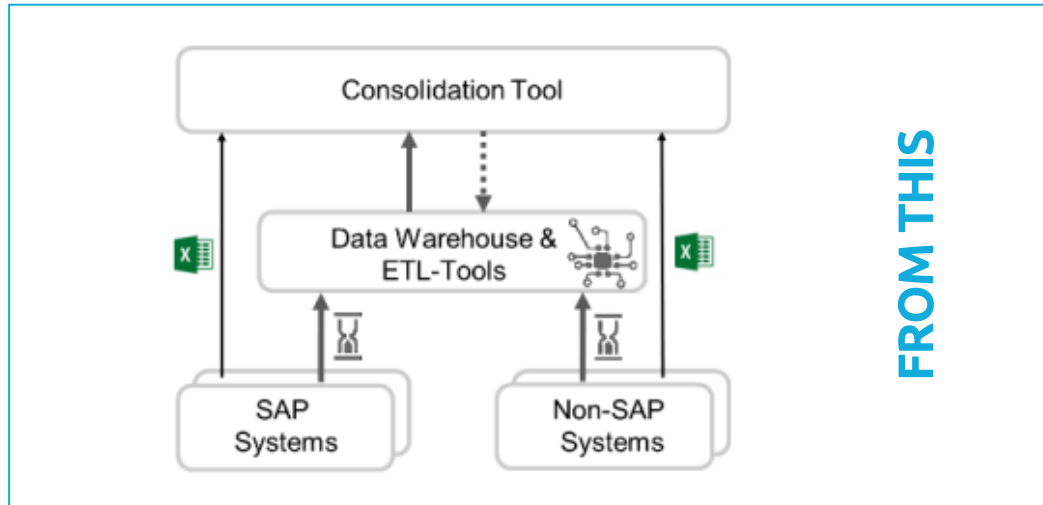 Consolidation Tool
Data Warehouse &
ETL-Tools
X
X
SAP
Systems
Non-SAP
Systems
FROM THIS